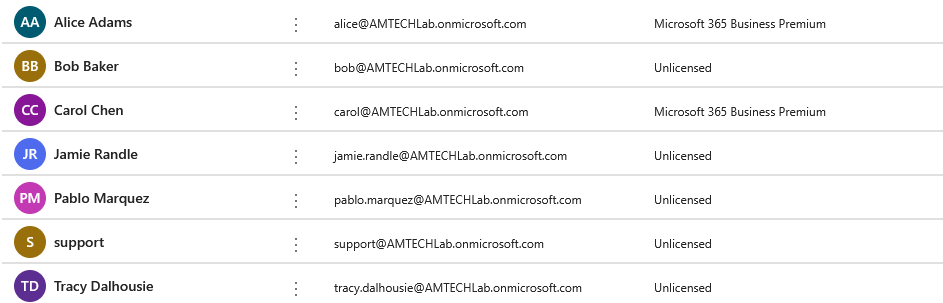 AA Alice Adams alice@AMTECHLab.onmicrosoft.com Microsoft 365 Business Premium
BB Bob Baker bob@AMTECHLab.onmicrosoft.com Unlicensed
CC Carol Chen carol@AMTECHLab.onmicrosoft.com Microsoft 365 Business Premium
JR Jamie Randle jamie.randle@AMTECHLab.onmicrosoft.com Unlicensed
PM Pablo Marquez pablo.marquez@AMTECHLab.onmicrosoft.com Unlicensed
S support support@AMTECHLab.onmicrosoft.com Unlicensed
TD Tracy Dalhousie tracy.dalhousie@AMTECHLab.onmicrosoft.com Unlicensed